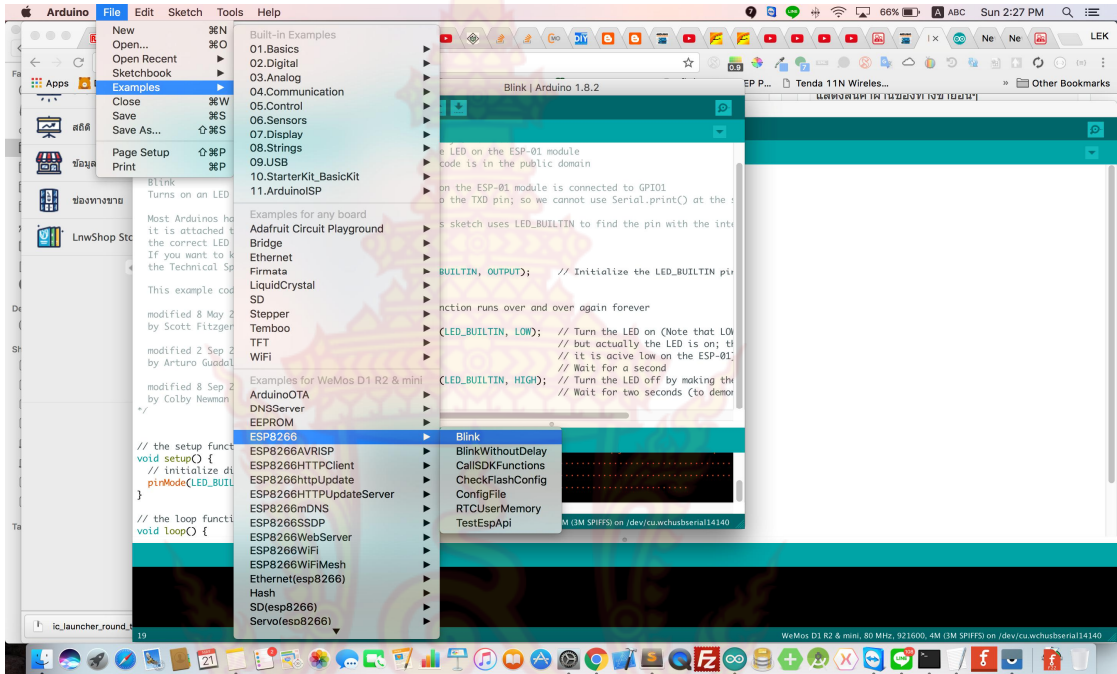 Arduino File Edit Sketch Tools Help
66% ABC Sun 2:27 PM
New ⌘N
Open... ⌘O
Open Recent
Sketchbook
Examples
Close ⌘W
Save ⌘S
Save As... ⇧⌘S
Page Setup ⇧⌘P
Print ⌘P
Built-in Examples
01.Basics
02.Digital
03.Analog
04.Communication
05.Control
06.Sensors
07.Display
08.Strings
09.USB
10.StarterKit_BasicKit
11.ArduinoISP
Examples for any board
Adafruit Circuit Playground
Bridge
Ethernet
Firmata
LiquidCrystal
SD
Stepper
Temboo
TFT
WiFi
Examples for WeMos D1 R2 & mini
ArduinoOTA
DNSServer
EEPROM
ESP8266
ESP8266AVRISP
ESP8266HTTPClient
ESP8266httpUpdate
ESP8266HTTPUpdateServer
ESP8266mDNS
ESP8266SSDP
ESP8266WebServer
ESP8266WiFi
ESP8266WiFiMesh
Ethernet(esp8266)
Hash
SD(esp8266)
Servo(esp8266)
Blink
BlinkWithoutDelay
CallSDKFunctions
CheckFlashConfig
ConfigFile
RTCUserMemory
TestEspApi
LEK
Apps
Tenda 11N Wireles...
» Other Bookmarks
สถิติ
ข้อมูล
ช่องทางขาย
LnwShop Sto
Blink | Arduino 1.8.2
e LED on the ESP-01 module
code is in the public domain
on the ESP-01 module is connected to GPIO1
o the TXD pin; so we cannot use Serial.print() at the s
s sketch uses LED_BUILTIN to find the pin with the inte
BUILTIN, OUTPUT); // Initialize the LED_BUILTIN pin
nction runs over and over again forever
(LED_BUILTIN, LOW); // Turn the LED on (Note that LOW
// but actually the LED is on; th
// it is acive low on the ESP-01)
// Wait for a second
(LED_BUILTIN, HIGH); // Turn the LED off by making the
// Wait for two seconds (to demon
M (3M SPIFFS) on /dev/cu.wchusbserial14140
Blink
Turns on an LED
Most Arduinos ha
it is attached t
the correct LED
If you want to k
the Technical Sp
This example cod
modified 8 May 2
by Scott Fitzger
modified 2 Sep 2
by Arturo Guadal
modified 8 Sep 2
by Colby Newman
*/
// the setup funct
void setup() {
// initialize di
pinMode(LED_BUIL
}
// the loop functi
void loop() {
ic_launcher_round_t
19
WeMos D1 R2 & mini, 80 MHz, 921600, 4M (3M SPIFFS) on /dev/cu.wchusbserial14140